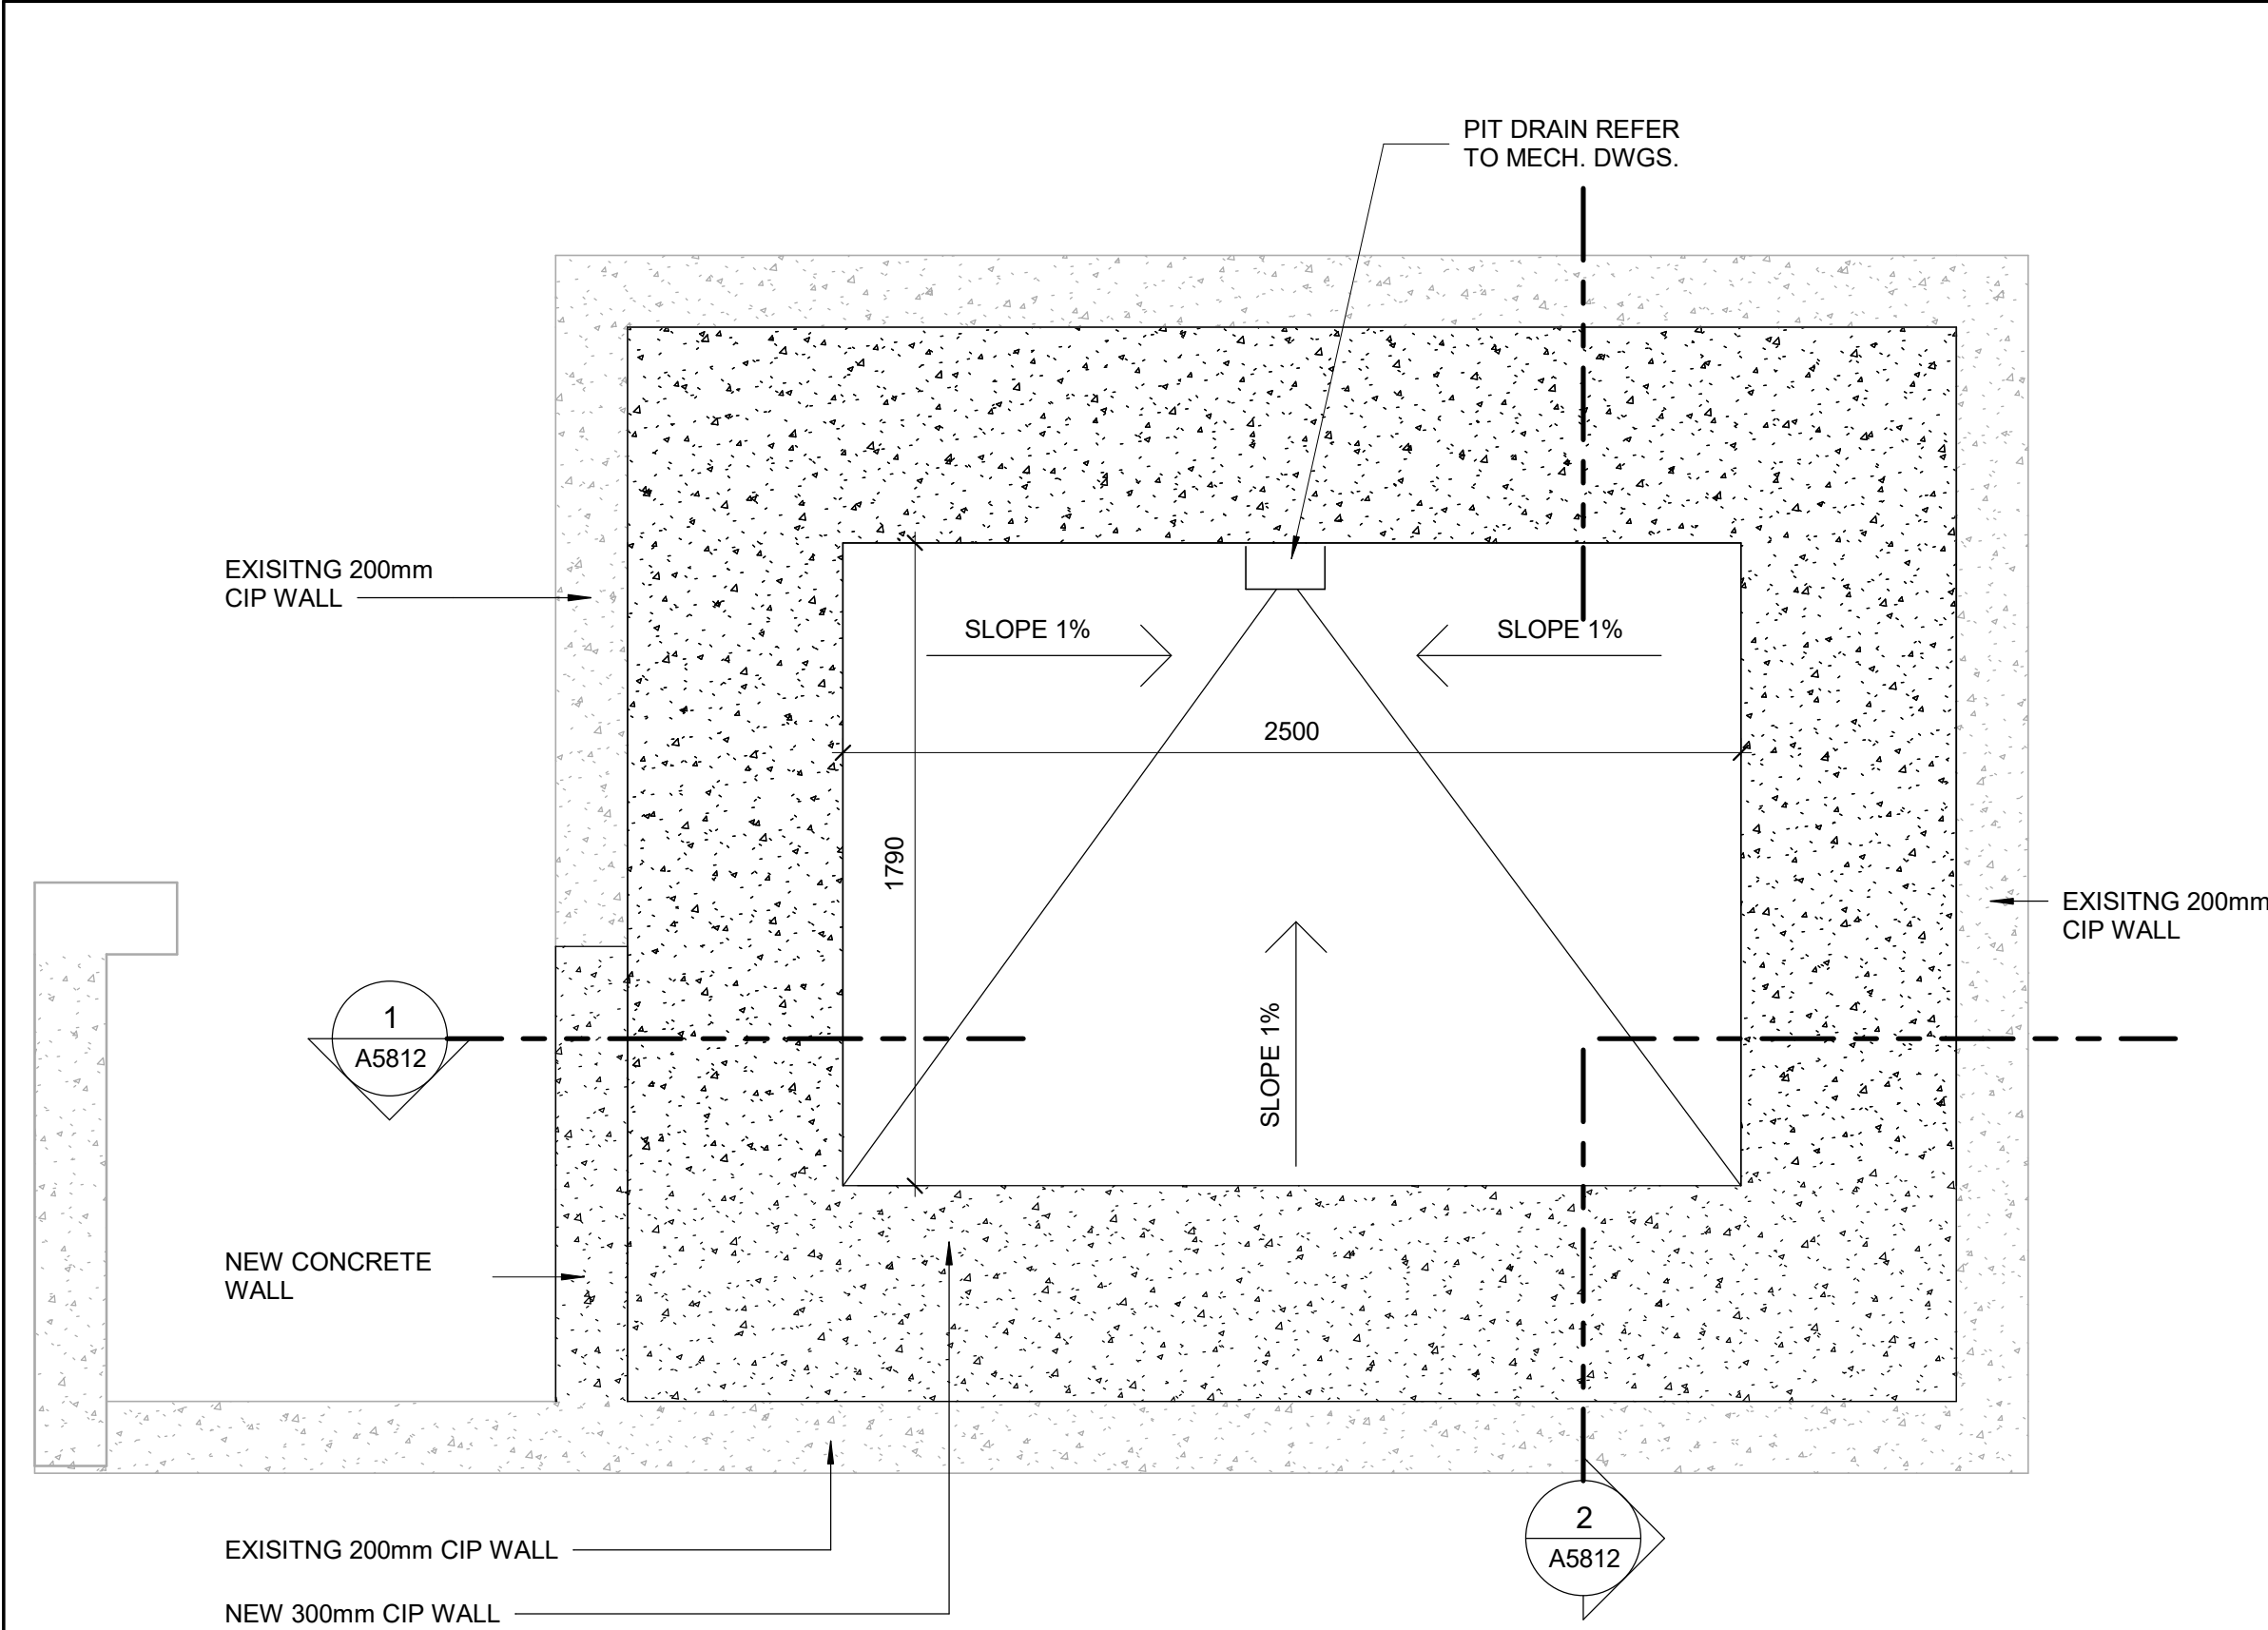 PIT DRAIN REFER
TO MECH. DWGS.
EXISITNG 200mm
CIP WALL
SLOPE 1%
SLOPE 1%
2500
1790
EXISITNG 200mm
CIP WALL
1
A5812
SLOPE 1%
NEW CONCRETE
WALL
2
A5812
EXISITNG 200mm CIP WALL
NEW 300mm CIP WALL